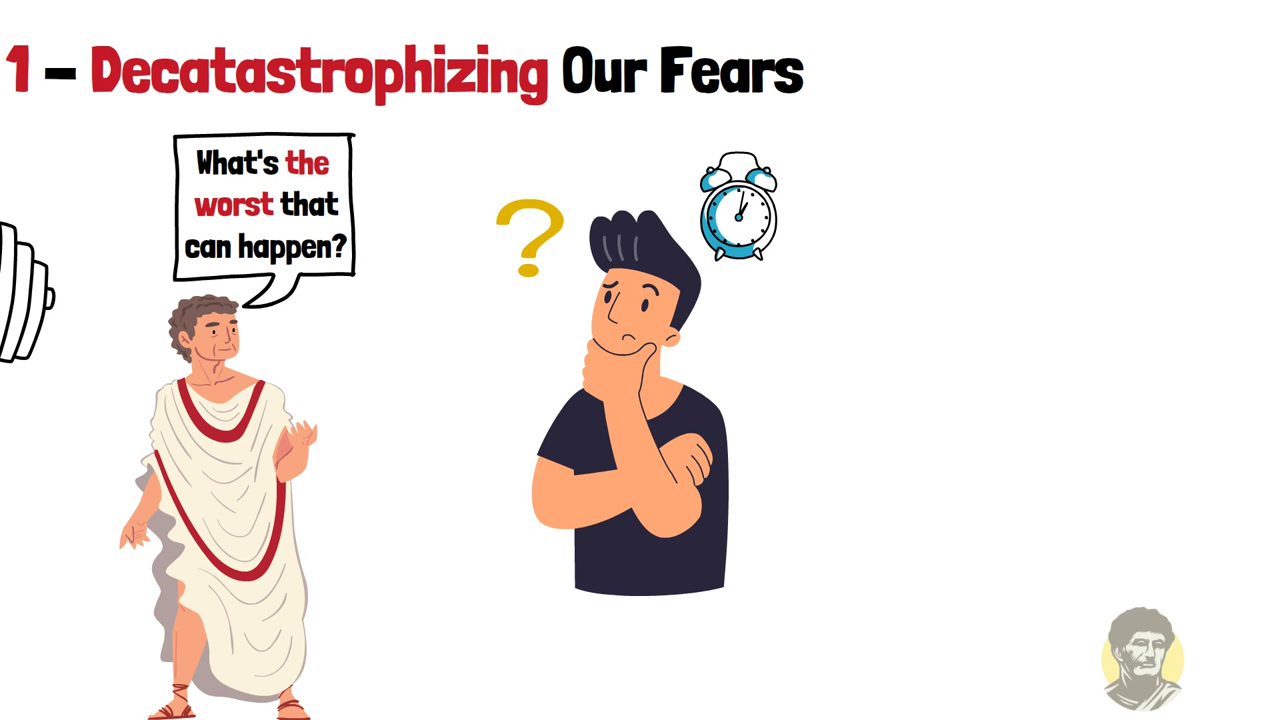 1 – Decatastrophizing Our Fears
What's the
worst that
can happen?
?